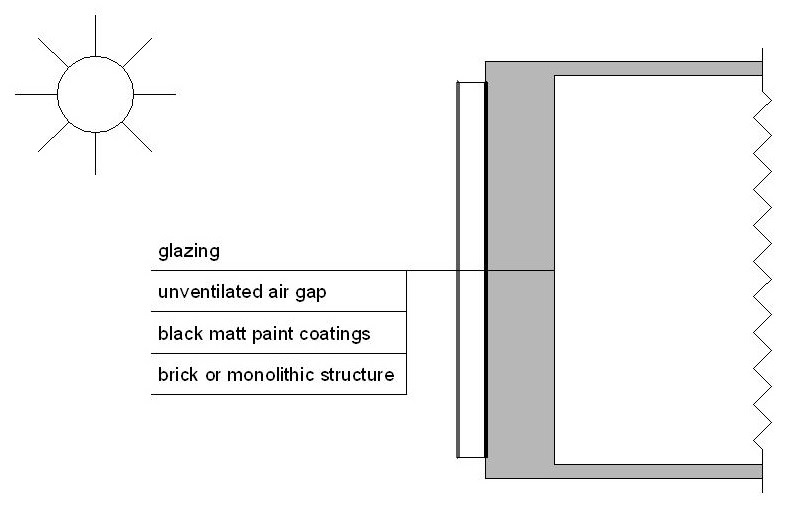 glazing
unventilated air gap
black matt paint coatings
brick or monolithic structure